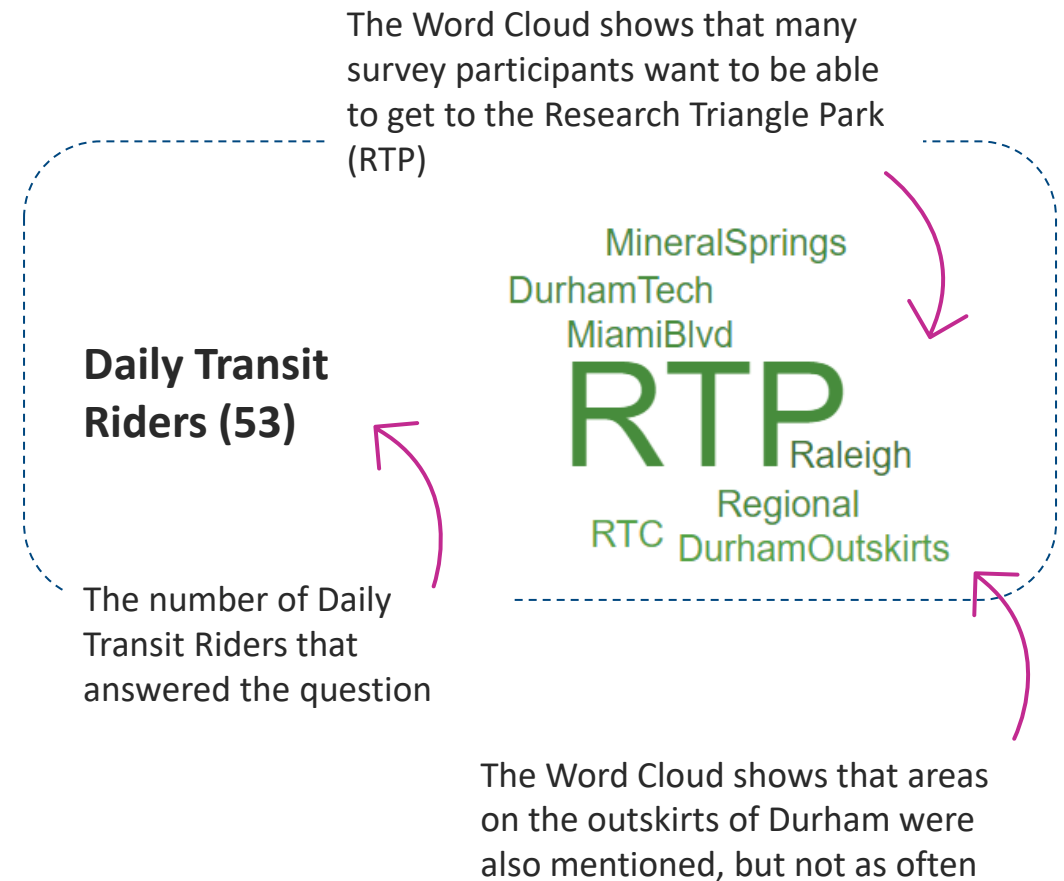 The Word Cloud shows that many
survey participants want to be able
to get to the Research Triangle Park
(RTP)
MineralSprings
DurhamTech
MiamiBlvd
RTP
Raleigh
Regional
RTC
DurhamOutskirts
Daily Transit
Riders (53)
The number of Daily
Transit Riders that
answered the question
The Word Cloud shows that areas
on the outskirts of Durham were
also mentioned, but not as often